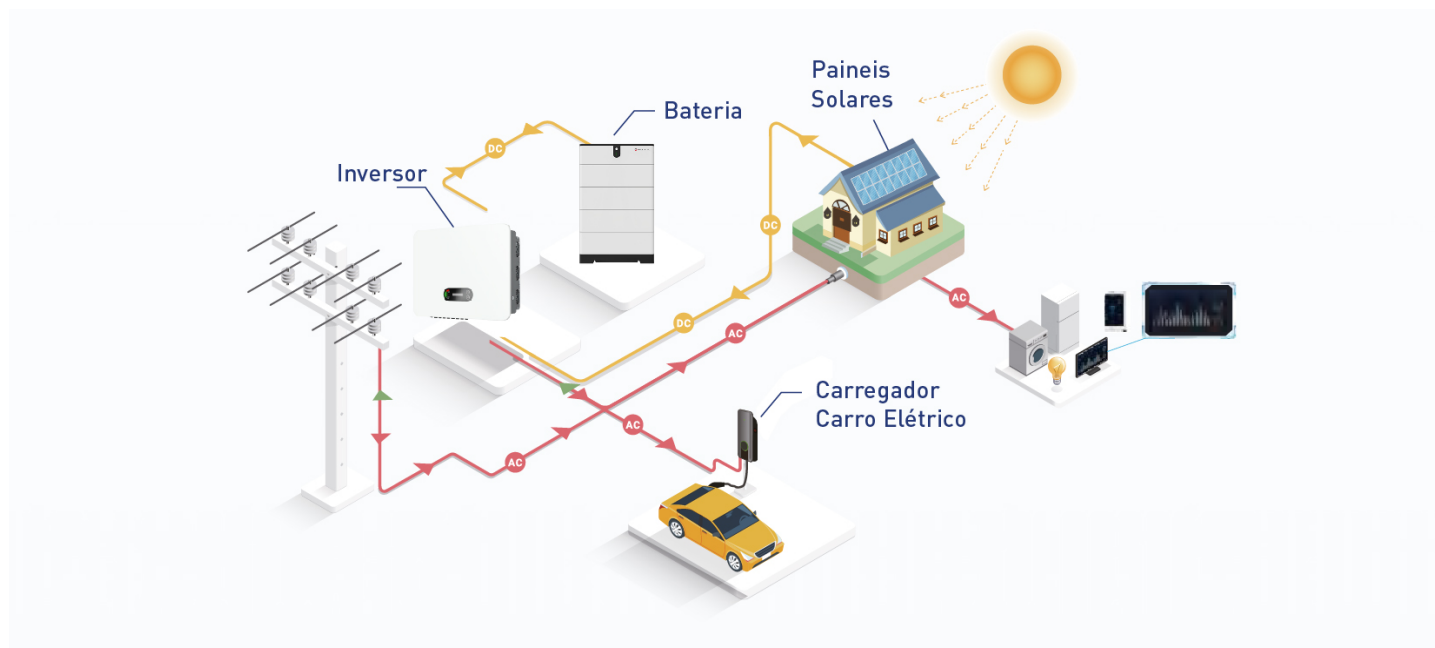 Paineis
Solares
Bateria
Inversor
DC
DC
DC
AC
AC
AC
AC
Carregador
Carro Elétrico